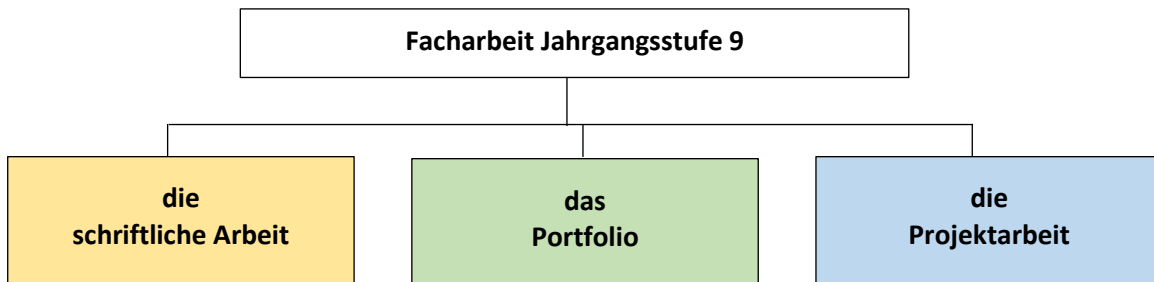 Facharbeit Jahrgangsstufe 9
die
schriftliche Arbeit
das
Portfolio
die
Projektarbeit